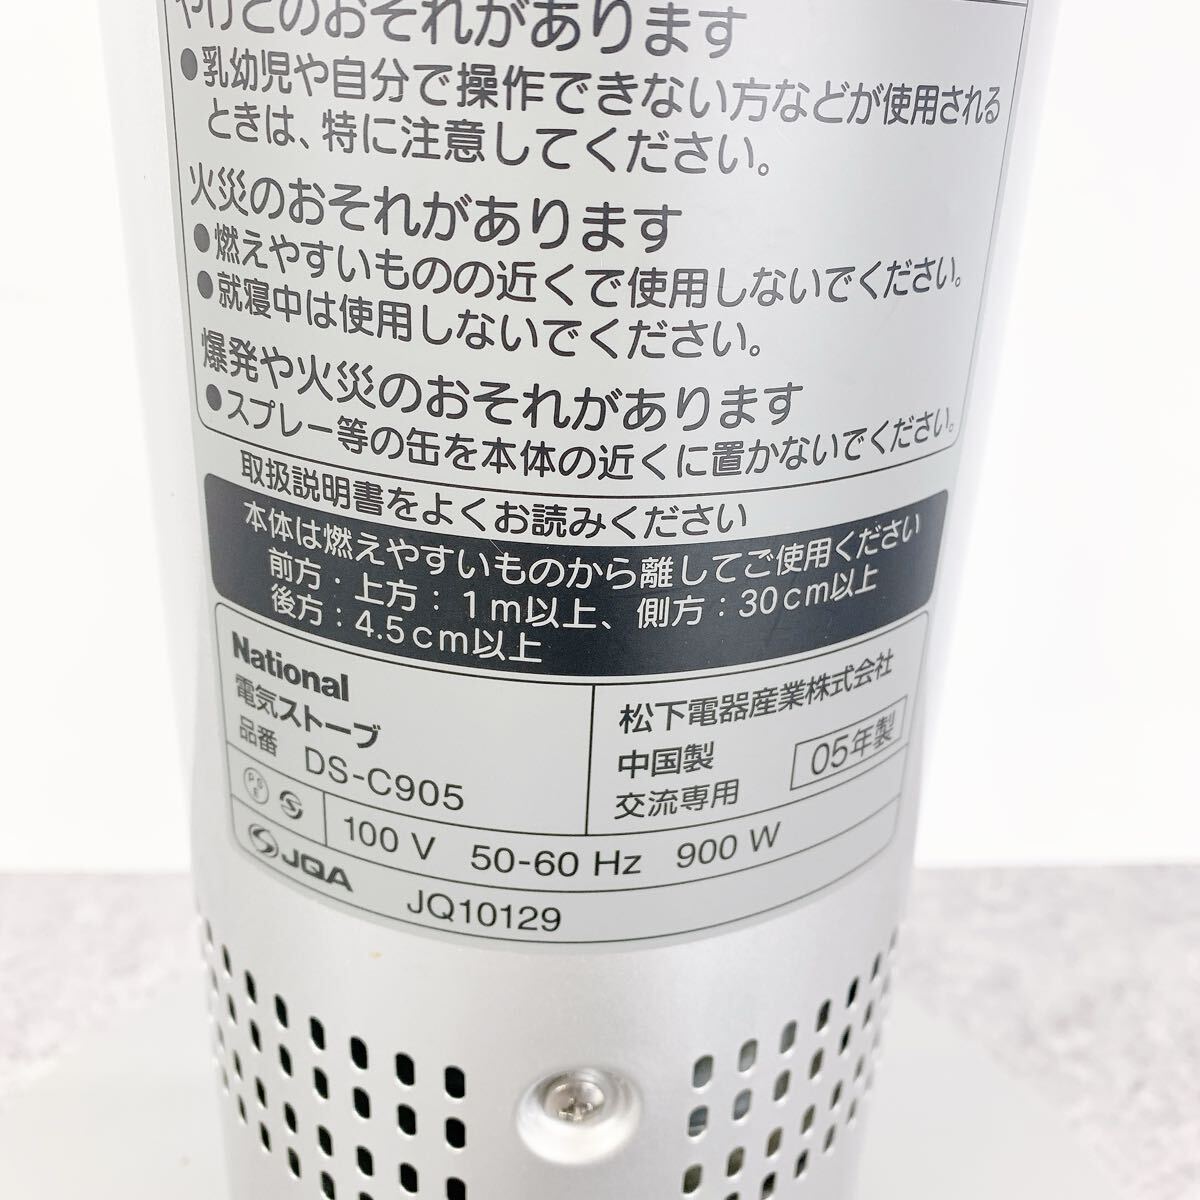 やけどのおそれがあります
●乳幼児や自分で操作できない方などが使用される
ときは、特に注意してください。
火災のおそれがあります
●燃えやすいものの近くで使用しないでください。
●就寝中は使用しないでください。
爆発や火災のおそれがあります
●スプレー等の缶を本体の近くに置かないでください。
取扱説明書をよくお読みください
本体は燃えやすいものから離してご使用ください
前方:上方:1m以上、側方:30cm以上
後方:4.5cm以上
National
電気ストーブ
品番 DS-C905
松下電器産業株式会社
中国製 05年製
交流専用
PSE
100 V 50-60 Hz 900 W
JQA JQ10129